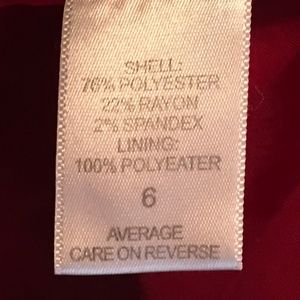 SHELL:
76% POLYESTER
22% RAYON
2% SPANDEX
LINING:
100% POLYEATER
6
AVERAGE
CARE ON REVERSE